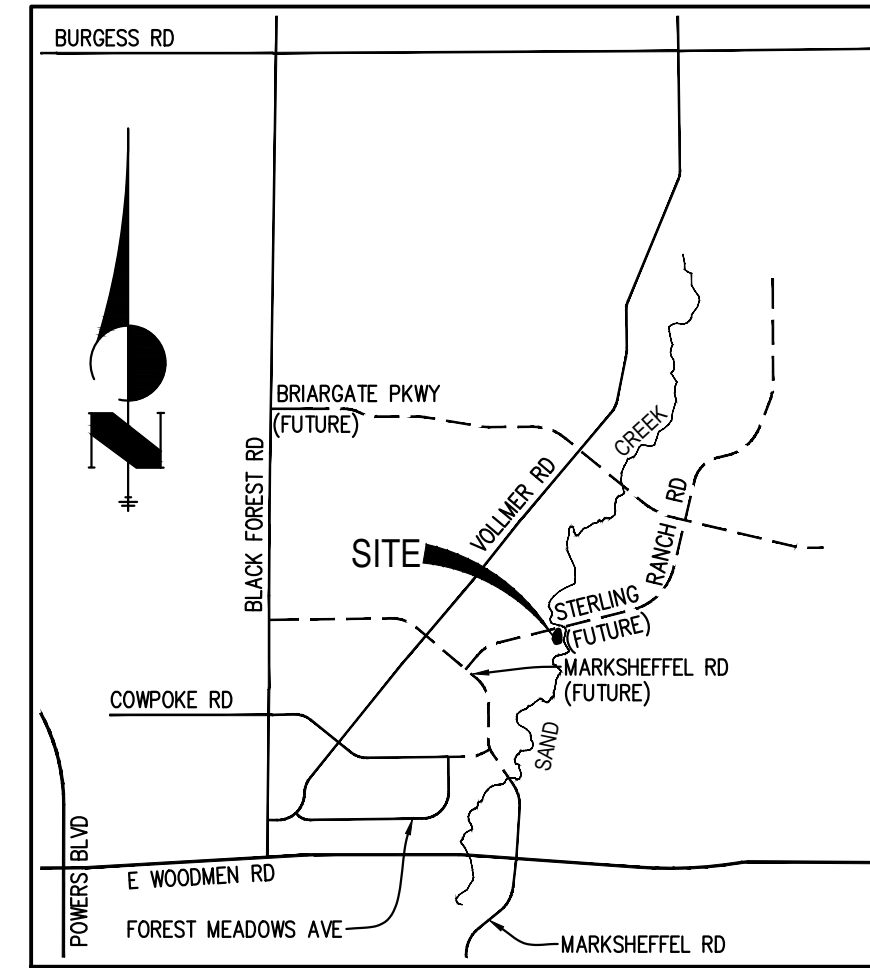 BURGESS RD
N
BRIARGATE PKWY
(FUTURE)
CREEK
BLACK FOREST RD
VOLLMER RD
RANCH RD
SITE
STERLING
(FUTURE)
MARKSHEFFEL RD
(FUTURE)
COWPOKE RD
SAND
POWERS BLVD
E WOODMEN RD
FOREST MEADOWS AVE
MARKSHEFFEL RD